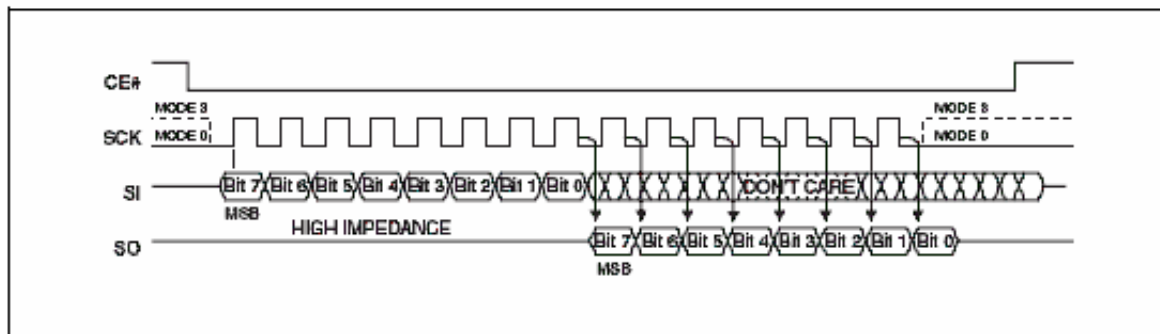 CE#
MODE 3
MODE 3
SCK
MODE 0
MODE 0
SI
Bit 7 Bit 6 Bit 5 Bit 4 Bit 3 Bit 2 Bit 1 Bit 0 DON'T CARE
MSB
HIGH IMPEDANCE
SO
Bit 7 Bit 6 Bit 5 Bit 4 Bit 3 Bit 2 Bit 1 Bit 0
MSB